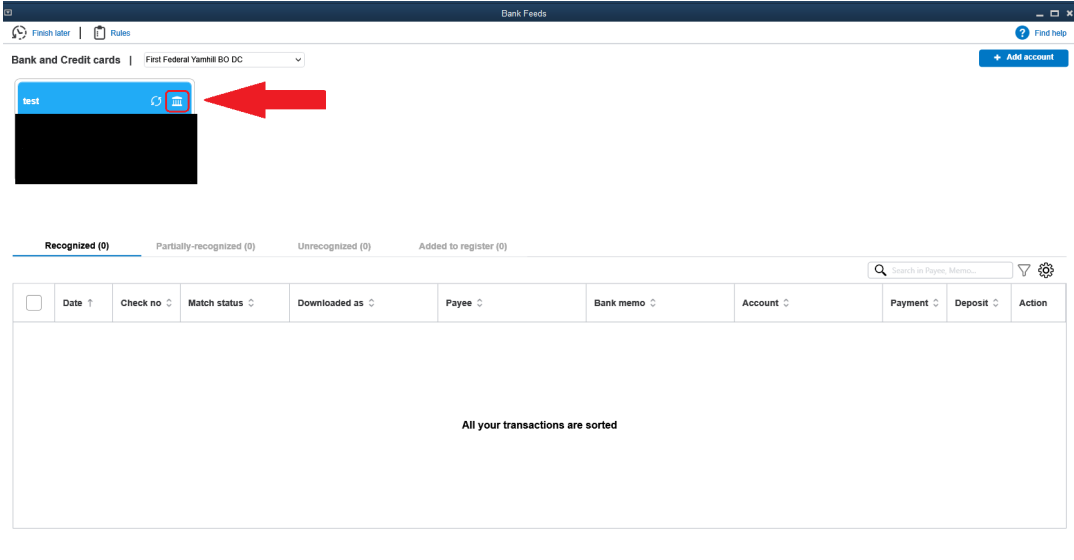 Bank Feeds
Finish later Rules Find help
Bank and Credit cards | First Federal Yamhill BO DC + Add account
test
Recognized (0) Partially-recognized (0) Unrecognized (0) Added to register (0)
Search in Payee, Memo...
Date Check no Match status Downloaded as Payee Bank memo Account Payment Deposit Action
All your transactions are sorted